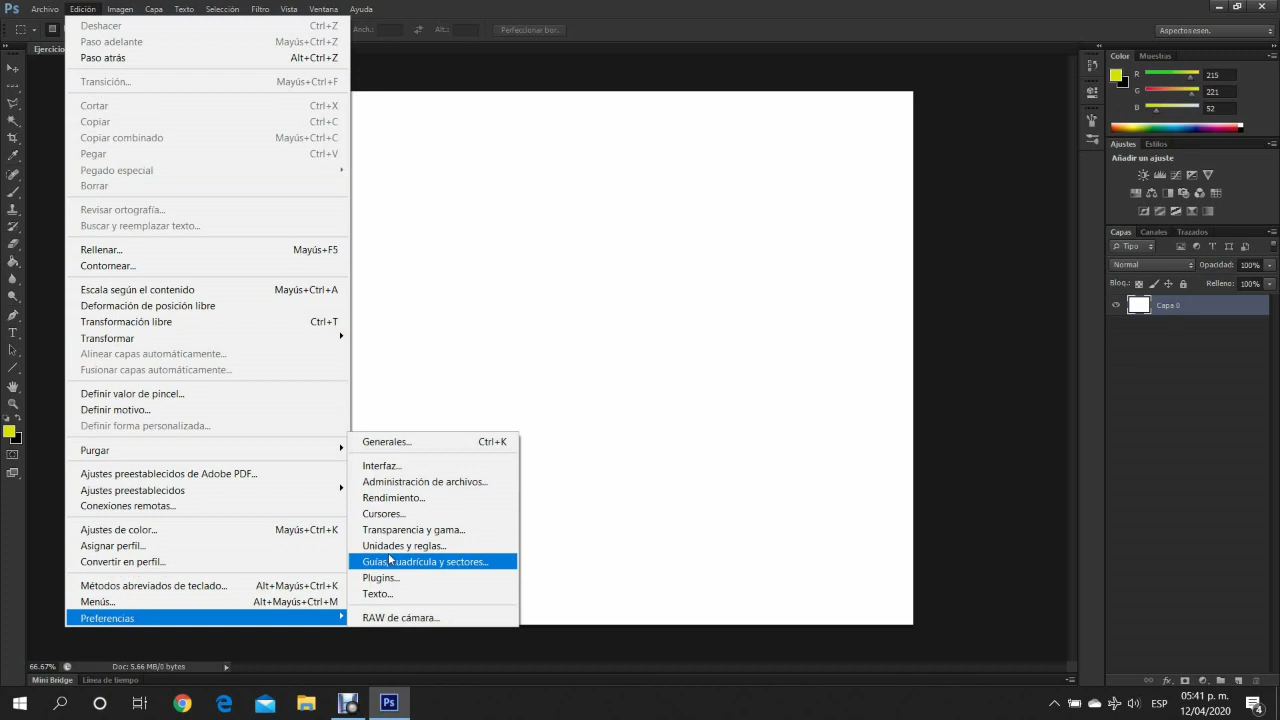 Ps Archivo Edición Imagen Capa Texto Selección Filtro Vista Ventana Ayuda
Anch.: Alt.: Perfeccionar bor. Aspectos esen.
Ejercicio
Deshacer Ctrl+Z
Paso adelante Mayús+Ctrl+Z
Paso atrás Alt+Ctrl+Z
Transición... Mayús+Ctrl+F
Cortar Ctrl+X
Copiar Ctrl+C
Copiar combinado Mayús+Ctrl+C
Pegar Ctrl+V
Pegado especial
Borrar
Revisar ortografía...
Buscar y reemplazar texto...
Rellenar... Mayús+F5
Contornear...
Escala según el contenido Mayús+Ctrl+A
Deformación de posición libre
Transformación libre Ctrl+T
Transformar
Alinear capas automáticamente...
Fusionar capas automáticamente...
Definir valor de pincel...
Definir motivo...
Definir forma personalizada...
Purgar
Ajustes preestablecidos de Adobe PDF...
Ajustes preestablecidos
Conexiones remotas...
Ajustes de color... Mayús+Ctrl+K
Asignar perfil...
Convertir en perfil...
Métodos abreviados de teclado... Alt+Mayús+Ctrl+K
Menús... Alt+Mayús+Ctrl+M
Preferencias
Generales... Ctrl+K
Interfaz...
Administración de archivos...
Rendimiento...
Cursores...
Transparencia y gama...
Unidades y reglas...
Guías, cuadrícula y sectores...
Plugins...
Texto...
RAW de cámara...
Color Muestras
R 215
G 221
B 52
Ajustes Estilos
Añadir un ajuste
Capas Canales Trazados
Tipo
Normal Opacidad: 100%
Bloq.: Relleno: 100%
Capa 0
66.67% Doc: 5.66 MB/0 bytes
Mini Bridge Línea de tiempo
Ps ESP 05:41 p. m.
12/04/2020 4